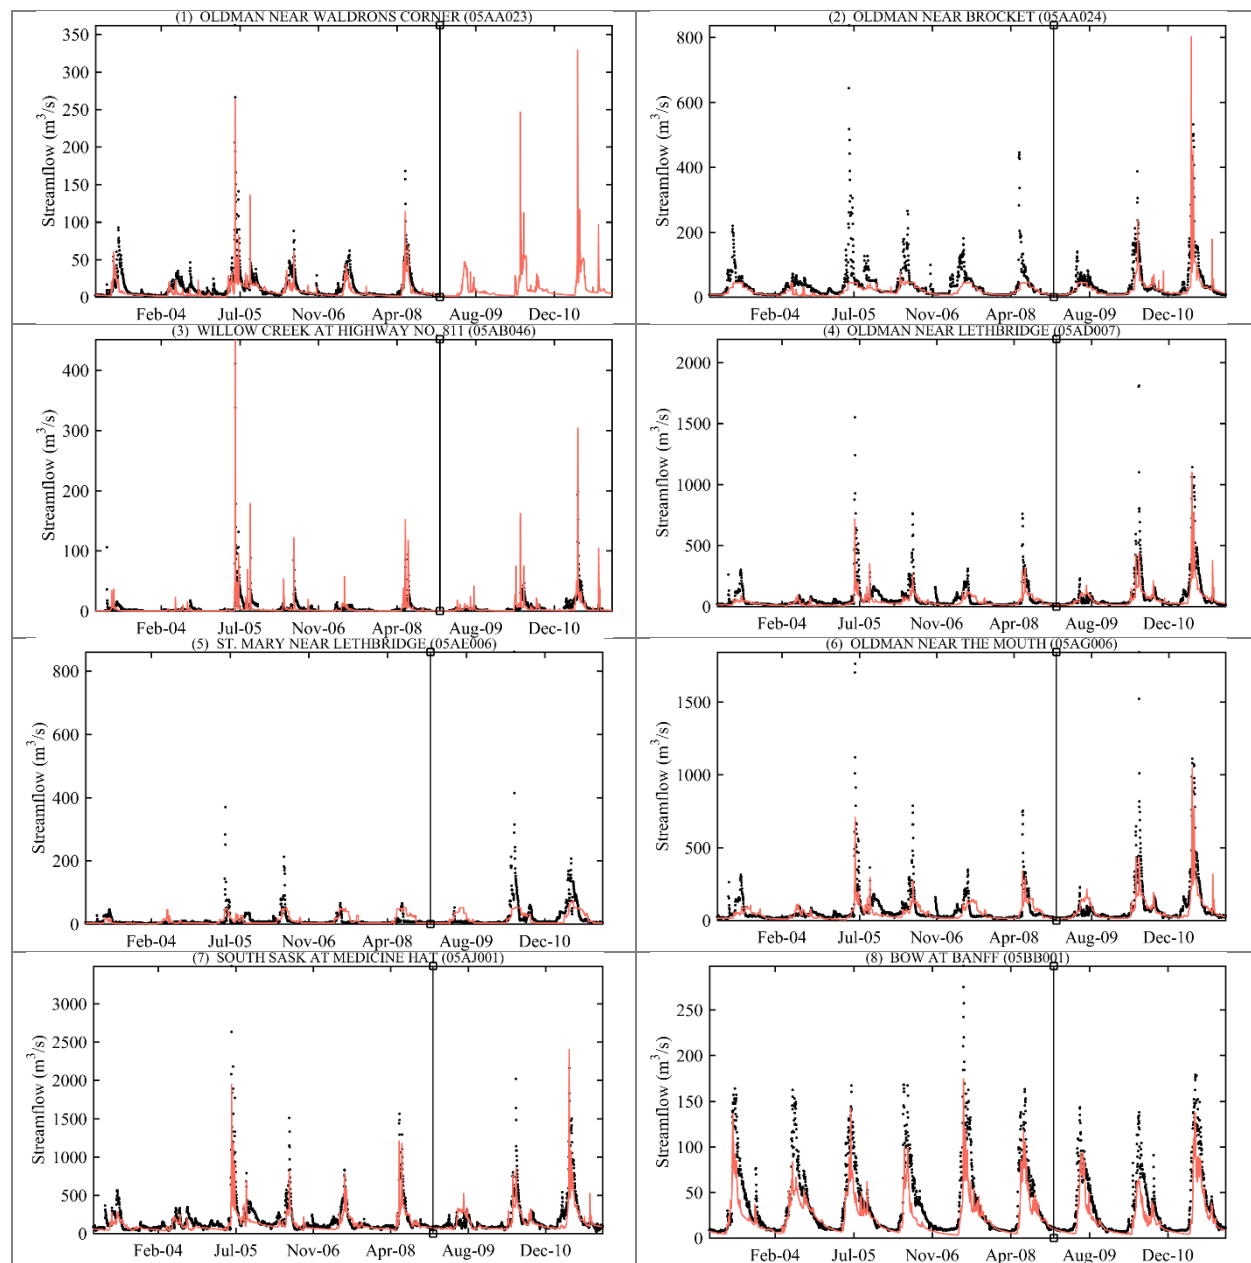 (1) OLDMAN NEAR WALDRONS CORNER (05AA023)
350
300
250
200
150
100
50
0
Streamflow (m³/s)
Feb-04 Jul-05 Nov-06 Apr-08 Aug-09 Dec-10
(2) OLDMAN NEAR BROCKET (05AA024)
800
600
400
200
0
Streamflow (m³/s)
Feb-04 Jul-05 Nov-06 Apr-08 Aug-09 Dec-10
(3) WILLOW CREEK AT HIGHWAY NO. 811 (05AB046)
400
300
200
100
0
Streamflow (m³/s)
Feb-04 Jul-05 Nov-06 Apr-08 Aug-09 Dec-10
(4) OLDMAN NEAR LETHBRIDGE (05AD007)
2000
1500
1000
500
0
Streamflow (m³/s)
Feb-04 Jul-05 Nov-06 Apr-08 Aug-09 Dec-10
(5) ST. MARY NEAR LETHBRIDGE (05AE006)
800
600
400
200
0
Streamflow (m³/s)
Feb-04 Jul-05 Nov-06 Apr-08 Aug-09 Dec-10
(6) OLDMAN NEAR THE MOUTH (05AG006)
1500
1000
500
0
Streamflow (m³/s)
Feb-04 Jul-05 Nov-06 Apr-08 Aug-09 Dec-10
(7) SOUTH SASK AT MEDICINE HAT (05AJ001)
3000
2500
2000
1500
1000
500
0
Streamflow (m³/s)
Feb-04 Jul-05 Nov-06 Apr-08 Aug-09 Dec-10
(8) BOW AT BANFF (05BB001)
250
200
150
100
50
0
Streamflow (m³/s)
Feb-04 Jul-05 Nov-06 Apr-08 Aug-09 Dec-10